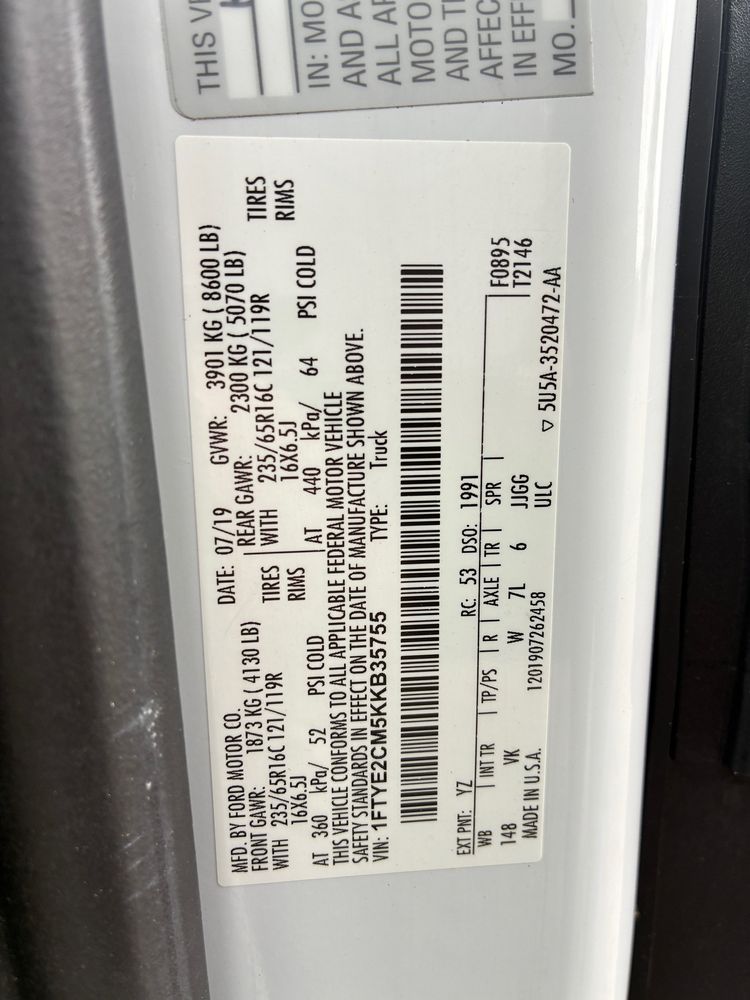 MFD. BY FORD MOTOR CO.
DATE: 07/19 GVWR: 3901 KG ( 8600 LB)
FRONT GAWR: 1873 KG ( 4130 LB) REAR GAWR: 2300 KG ( 5070 LB)
WITH 235/65R16C 121/119R TIRES WITH 235/65R16C 121/119R TIRES
16X6.5J RIMS 16X6.5J RIMS
AT 360 kPa/ 52 PSI COLD AT 440 kPa/ 64 PSI COLD
THIS VEHICLE CONFORMS TO ALL APPLICABLE FEDERAL MOTOR VEHICLE
SAFETY STANDARDS IN EFFECT ON THE DATE OF MANUFACTURE SHOWN ABOVE.
VIN: 1FTYE2CM5KKB35755 TYPE: Truck
EXT PNT: YZ RC: 53 DSO: 1991
WB INT TR TP/PS R AXLE TR SPR F0895
148 VK W 7L 6 JJGG T2146
MADE IN U.S.A. 1201907262458 ULC
▽ 5U5A-3520472-AA
THIS
IN: MO
AND
ALL
MOTO
AND
AFFEC
IN EFF
MO.